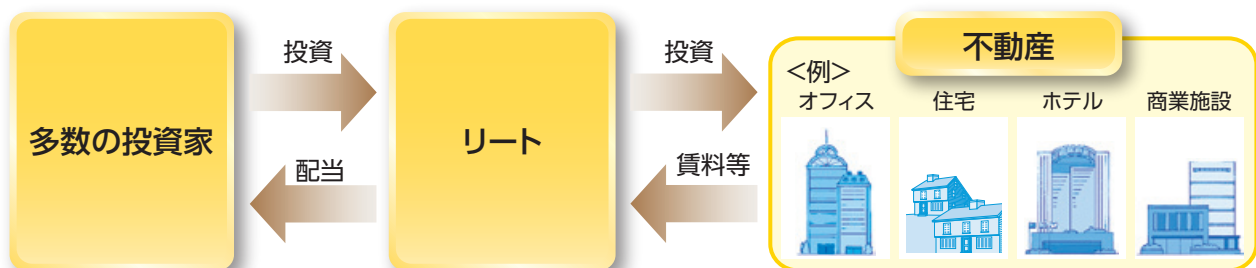 多数の投資家
投資
配当
リート
投資
賃料等
不動産
<例>
オフィス
住宅
ホテル
商業施設